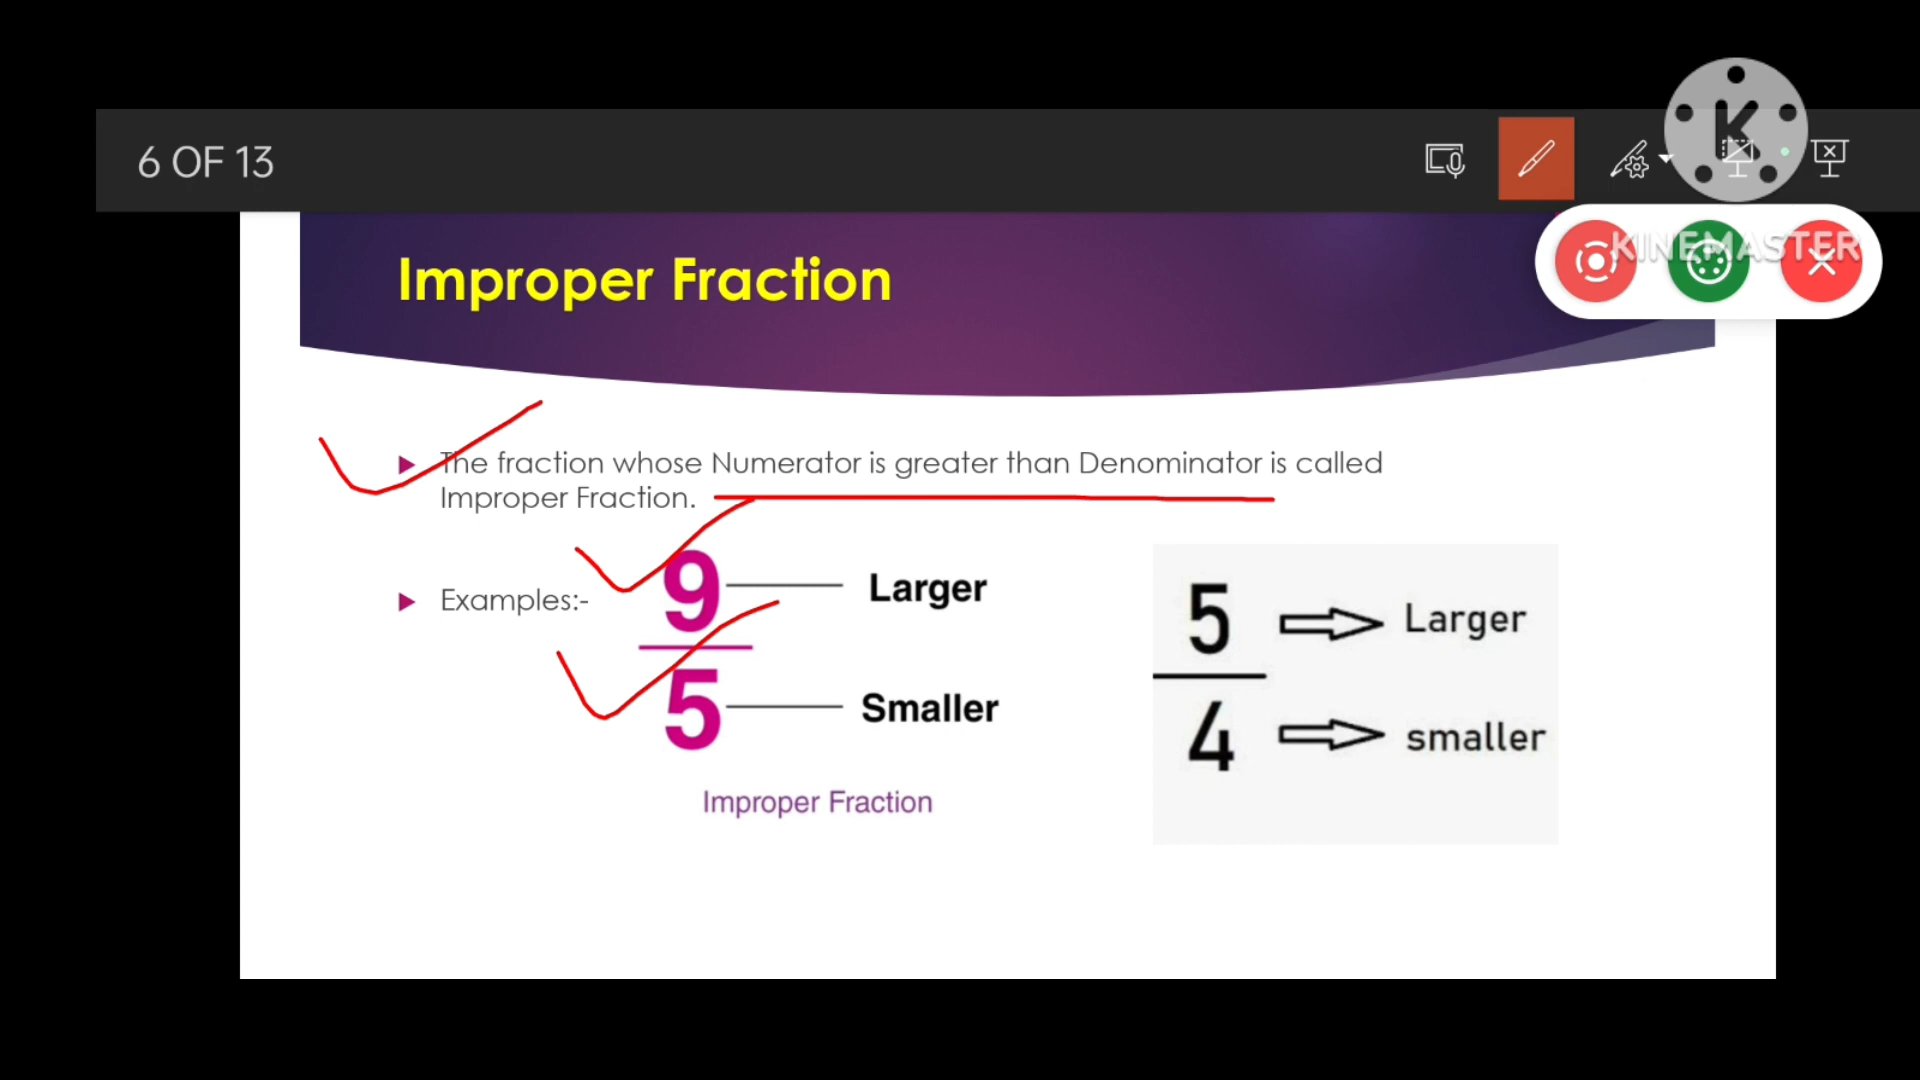 6 OF 13
K
KINEMASTER
Improper Fraction
The fraction whose Numerator is greater than Denominator is called
Improper Fraction.
Examples:-
9 Larger
5 Smaller
Improper Fraction
5 Larger
4 smaller